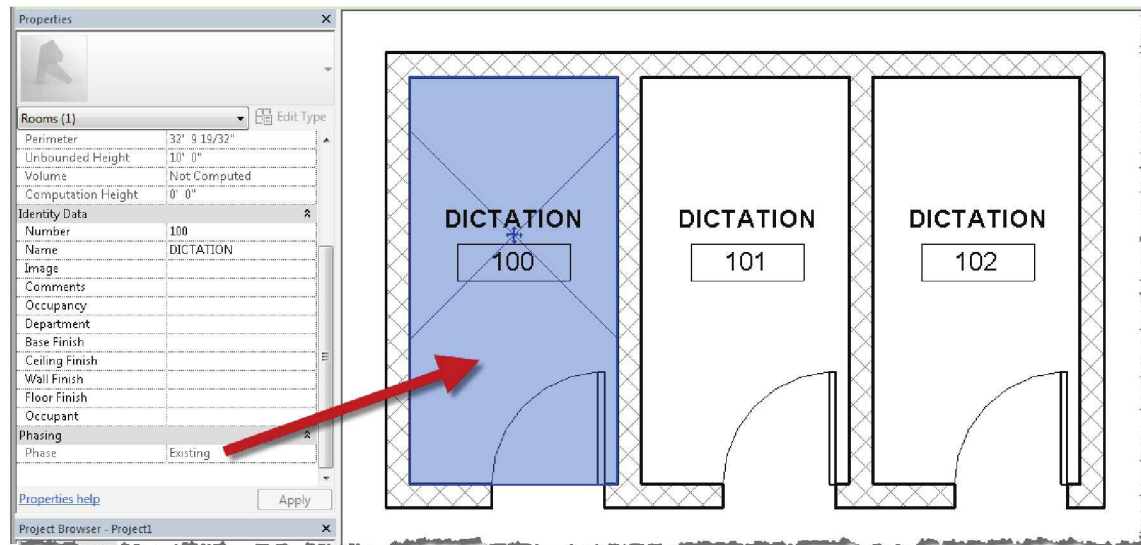 Properties
Rooms (1) Edit Type
Perimeter 32' 9 19/32"
Unbounded Height 10' 0"
Volume Not Computed
Computation Height 0' 0"
Identity Data
Number 100
Name DICTATION
Image
Comments
Occupancy
Department
Base Finish
Ceiling Finish
Wall Finish
Floor Finish
Occupant
Phasing
Phase Existing
Properties help Apply
Project Browser - Project1
DICTATION
100
DICTATION
101
DICTATION
102